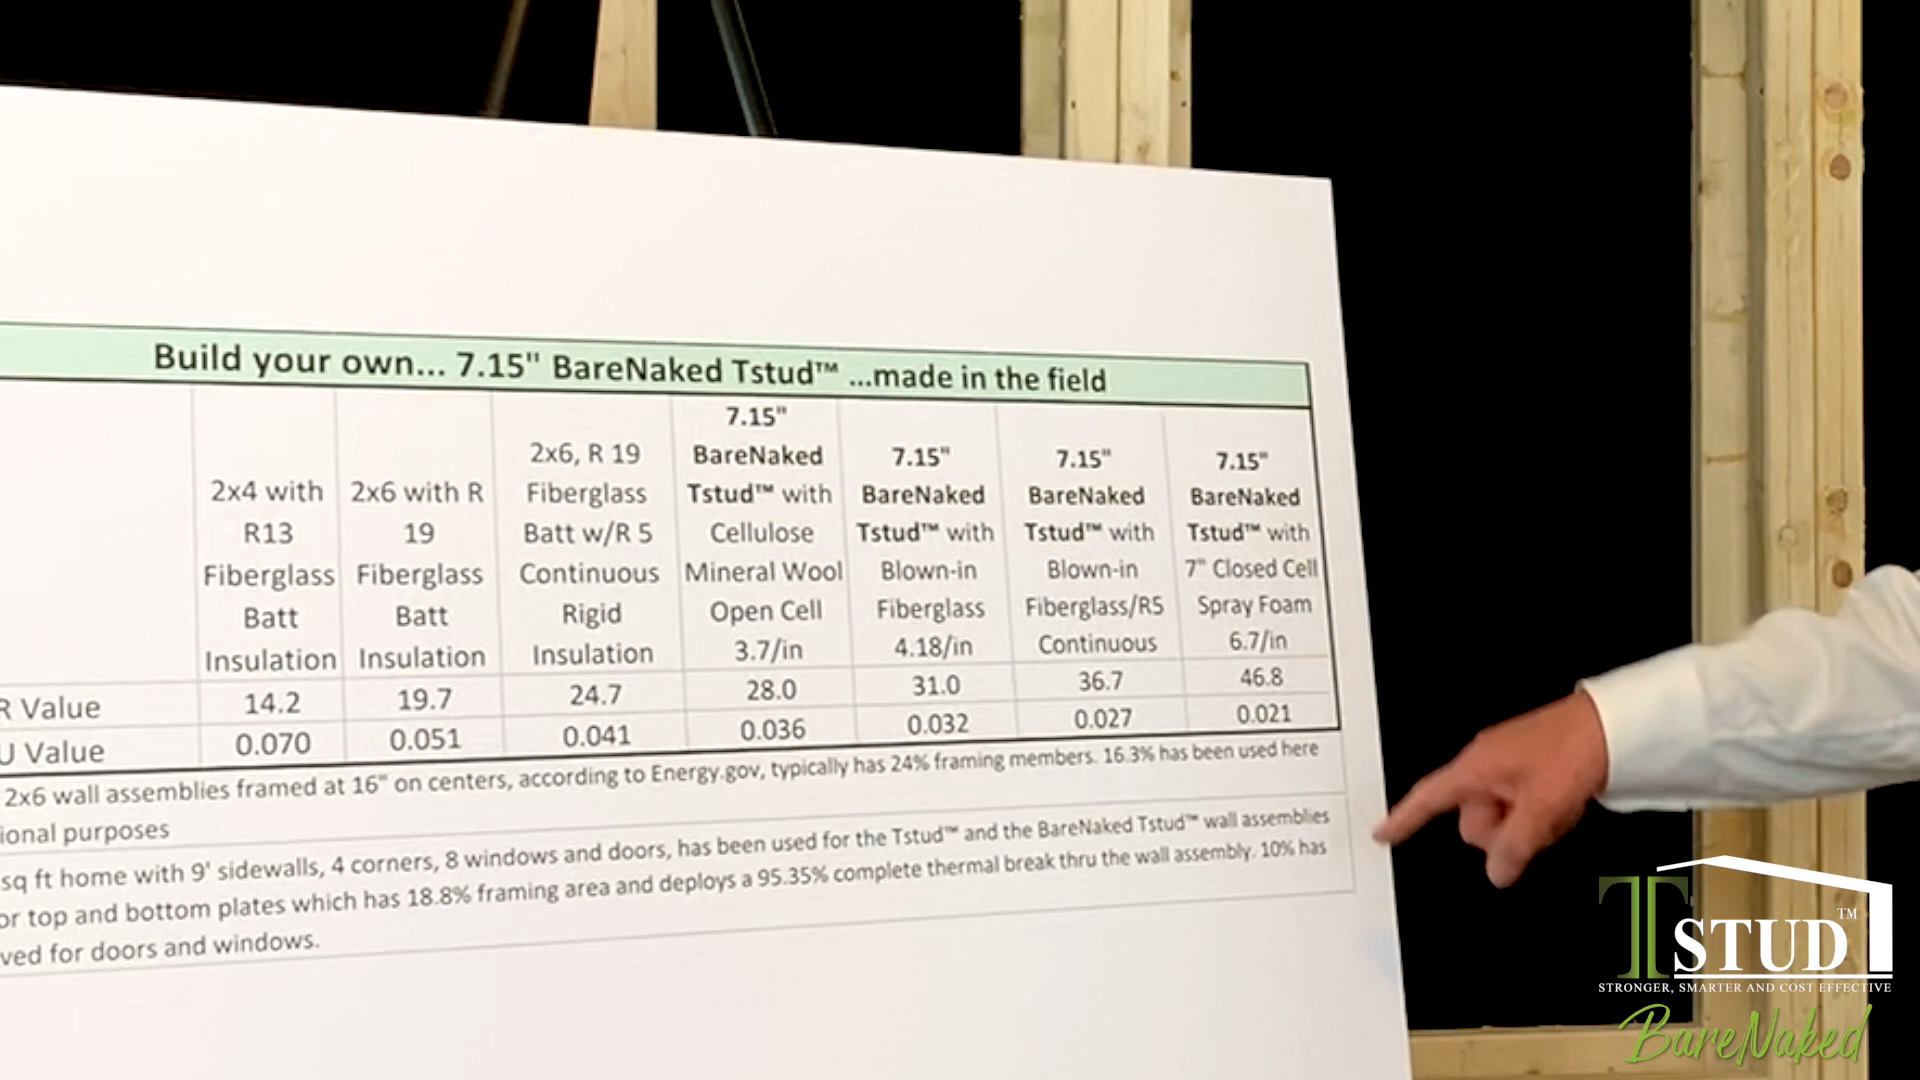 Build your own... 7.15" BareNaked Tstud™ ...made in the field
2x4 with
R13
Fiberglass
Batt
Insulation
2x6 with R
19
Fiberglass
Batt
Insulation
2x6, R 19
Fiberglass
Batt w/R 5
Continuous
Rigid
Insulation
7.15"
BareNaked
Tstud™ with
Cellulose
Mineral Wool
Open Cell
3.7/in
7.15"
BareNaked
Tstud™ with
Blown-in
Fiberglass
4.18/in
7.15"
BareNaked
Tstud™ with
Blown-in
Fiberglass/R5
Continuous
7.15"
BareNaked
Tstud™ with
7" Closed Cell
Spray Foam
6.7/in
R Value 14.2 19.7 24.7 28.0 31.0 36.7 46.8
U Value 0.070 0.051 0.041 0.036 0.032 0.027 0.021
2x6 wall assemblies framed at 16" on centers, according to Energy.gov, typically has 24% framing members. 16.3% has been used here
ional purposes
sq ft home with 9' sidewalls, 4 corners, 8 windows and doors, has been used for the Tstud™ and the BareNaked Tstud™ wall assemblies
or top and bottom plates which has 18.8% framing area and deploys a 95.35% complete thermal break thru the wall assembly. 10% has
ved for doors and windows.
TSTUD™
STRONGER, SMARTER AND COST EFFECTIVE
BareNaked